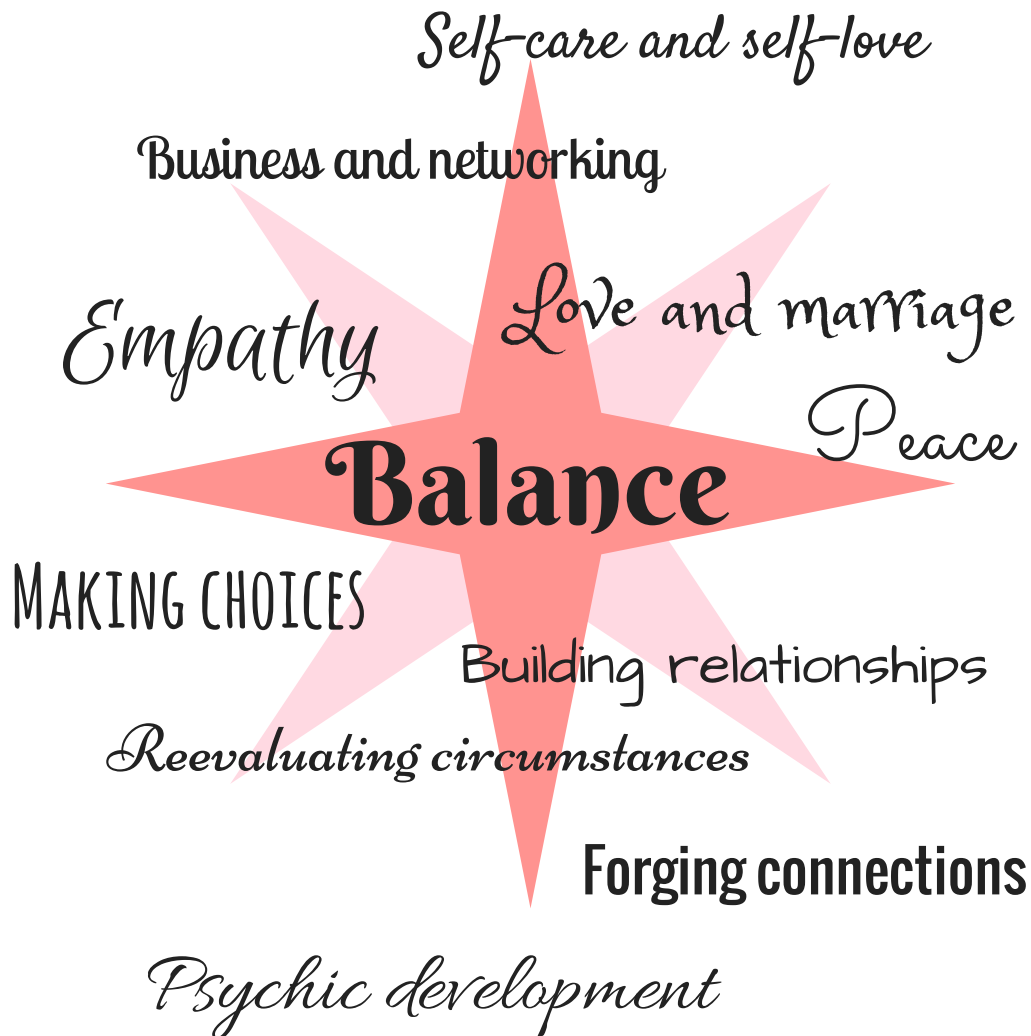 Self-care and self-love
Business and networking
Love and marriage
Empathy
Peace
Balance
Making choices
Building relationships
Reevaluating circumstances
Forging connections
Psychic development